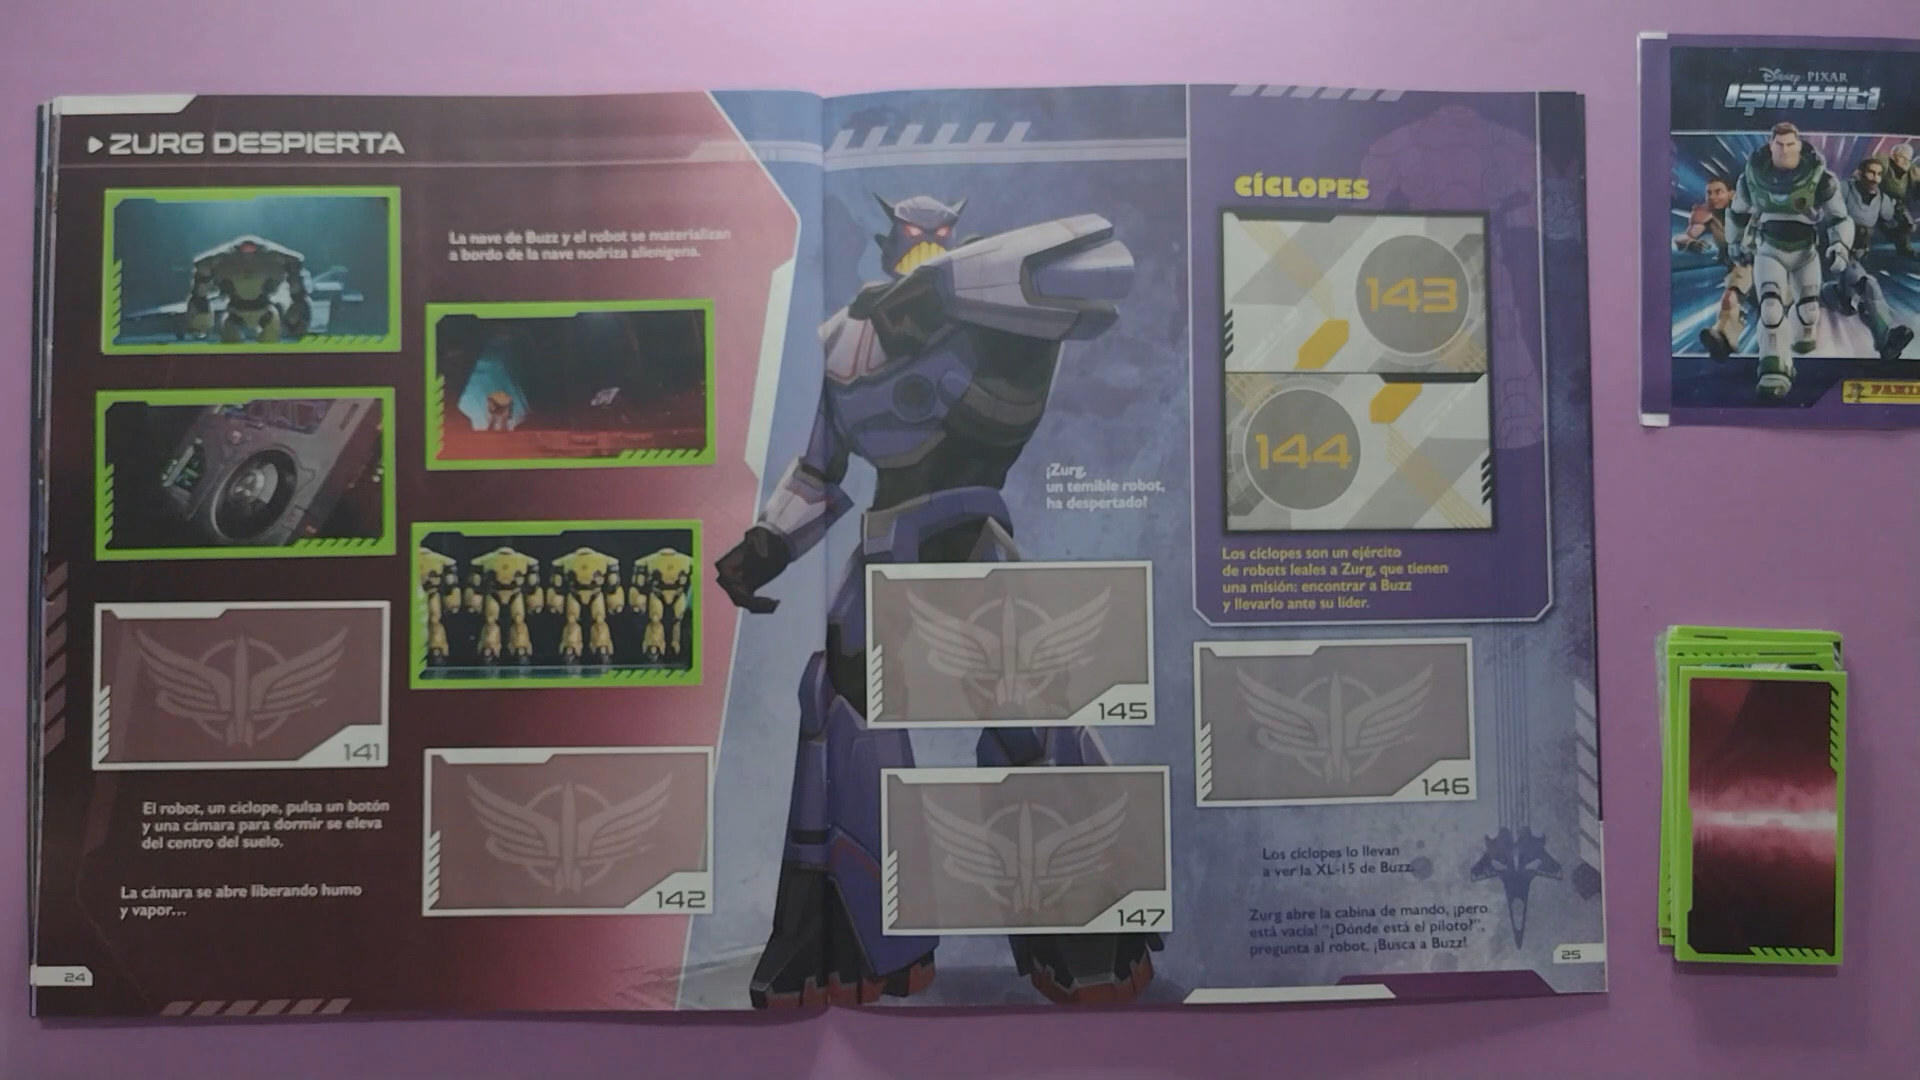 ZURG DESPIERTA
La nave de Buzz y el robot se materializan
a bordo de la nave nodriza alienígena.
141
El robot, un cíclope, pulsa un botón
y una cámara para dormir se eleva
del centro del suelo.
La cámara se abre liberando humo
y vapor...
142
24
¡Zurg,
un temible robot,
ha despertado!
145
147
CÍCLOPES
143
144
Los cíclopes son un ejército
de robots leales a Zurg, que tienen
una misión: encontrar a Buzz
y llevarlo ante su líder.
146
Los cíclopes lo llevan
a ver la XL-15 de Buzz.
Zurg abre la cabina de mando, ¡pero
está vacía! "¿Dónde está el piloto?",
pregunta al robot. ¡Busca a Buzz!
25
Disney PIXAR